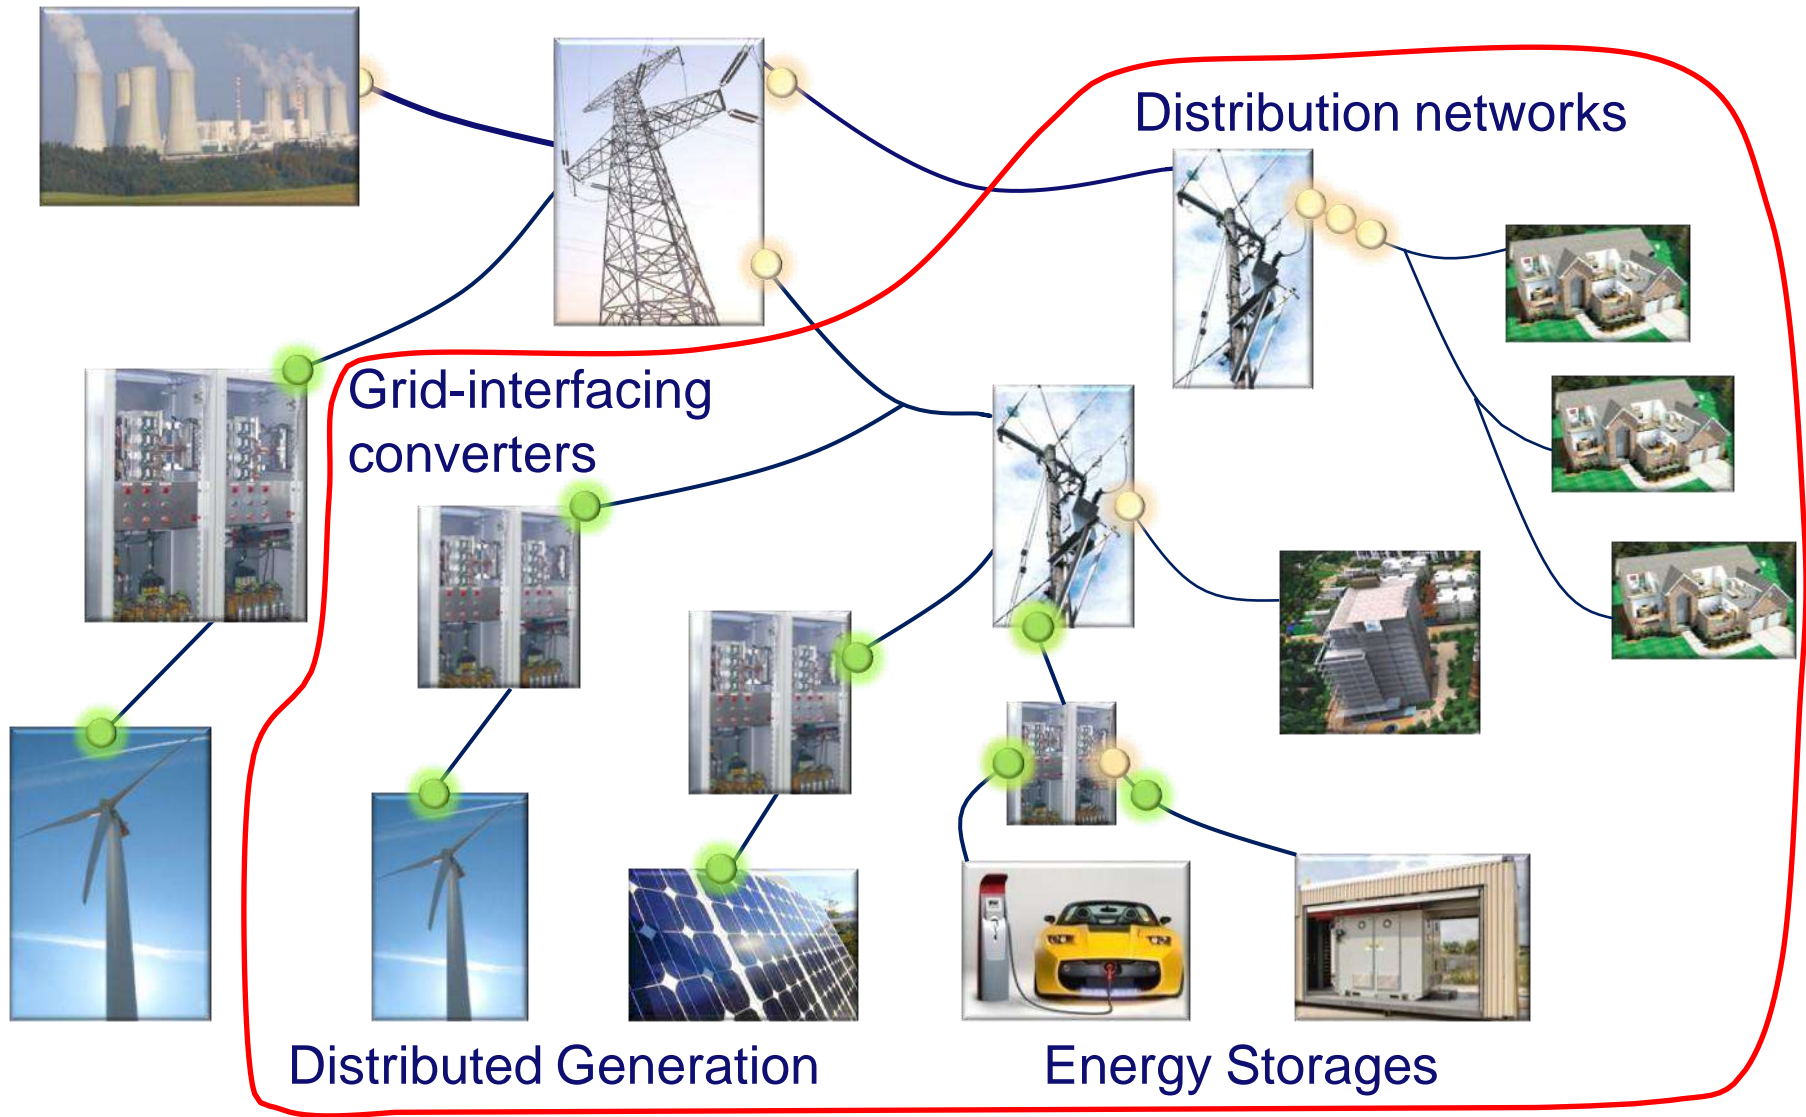 Distribution networks
Grid-interfacing
converters
Distributed Generation
Energy Storages